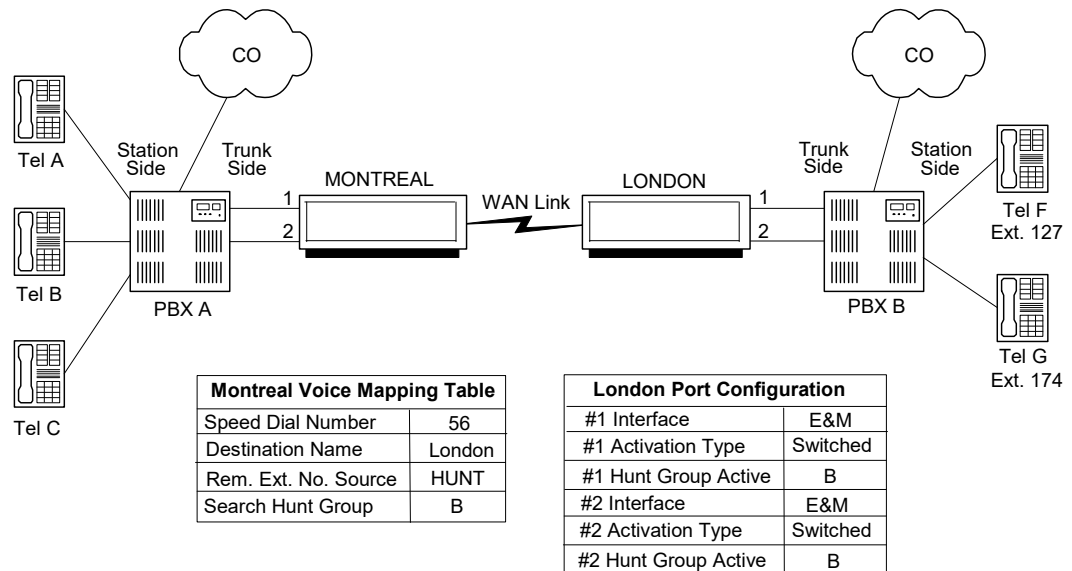 CO
CO
Tel A
Station Side
Trunk Side
MONTREAL
WAN Link
LONDON
Trunk Side
Station Side
1
2
1
2
Tel F
Ext. 127
Tel B
PBX A
PBX B
Tel G
Ext. 174
Tel C
Montreal Voice Mapping Table
Speed Dial Number 56
Destination Name London
Rem. Ext. No. Source HUNT
Search Hunt Group B
London Port Configuration
#1 Interface E&M
#1 Activation Type Switched
#1 Hunt Group Active B
#2 Interface E&M
#2 Activation Type Switched
#2 Hunt Group Active B